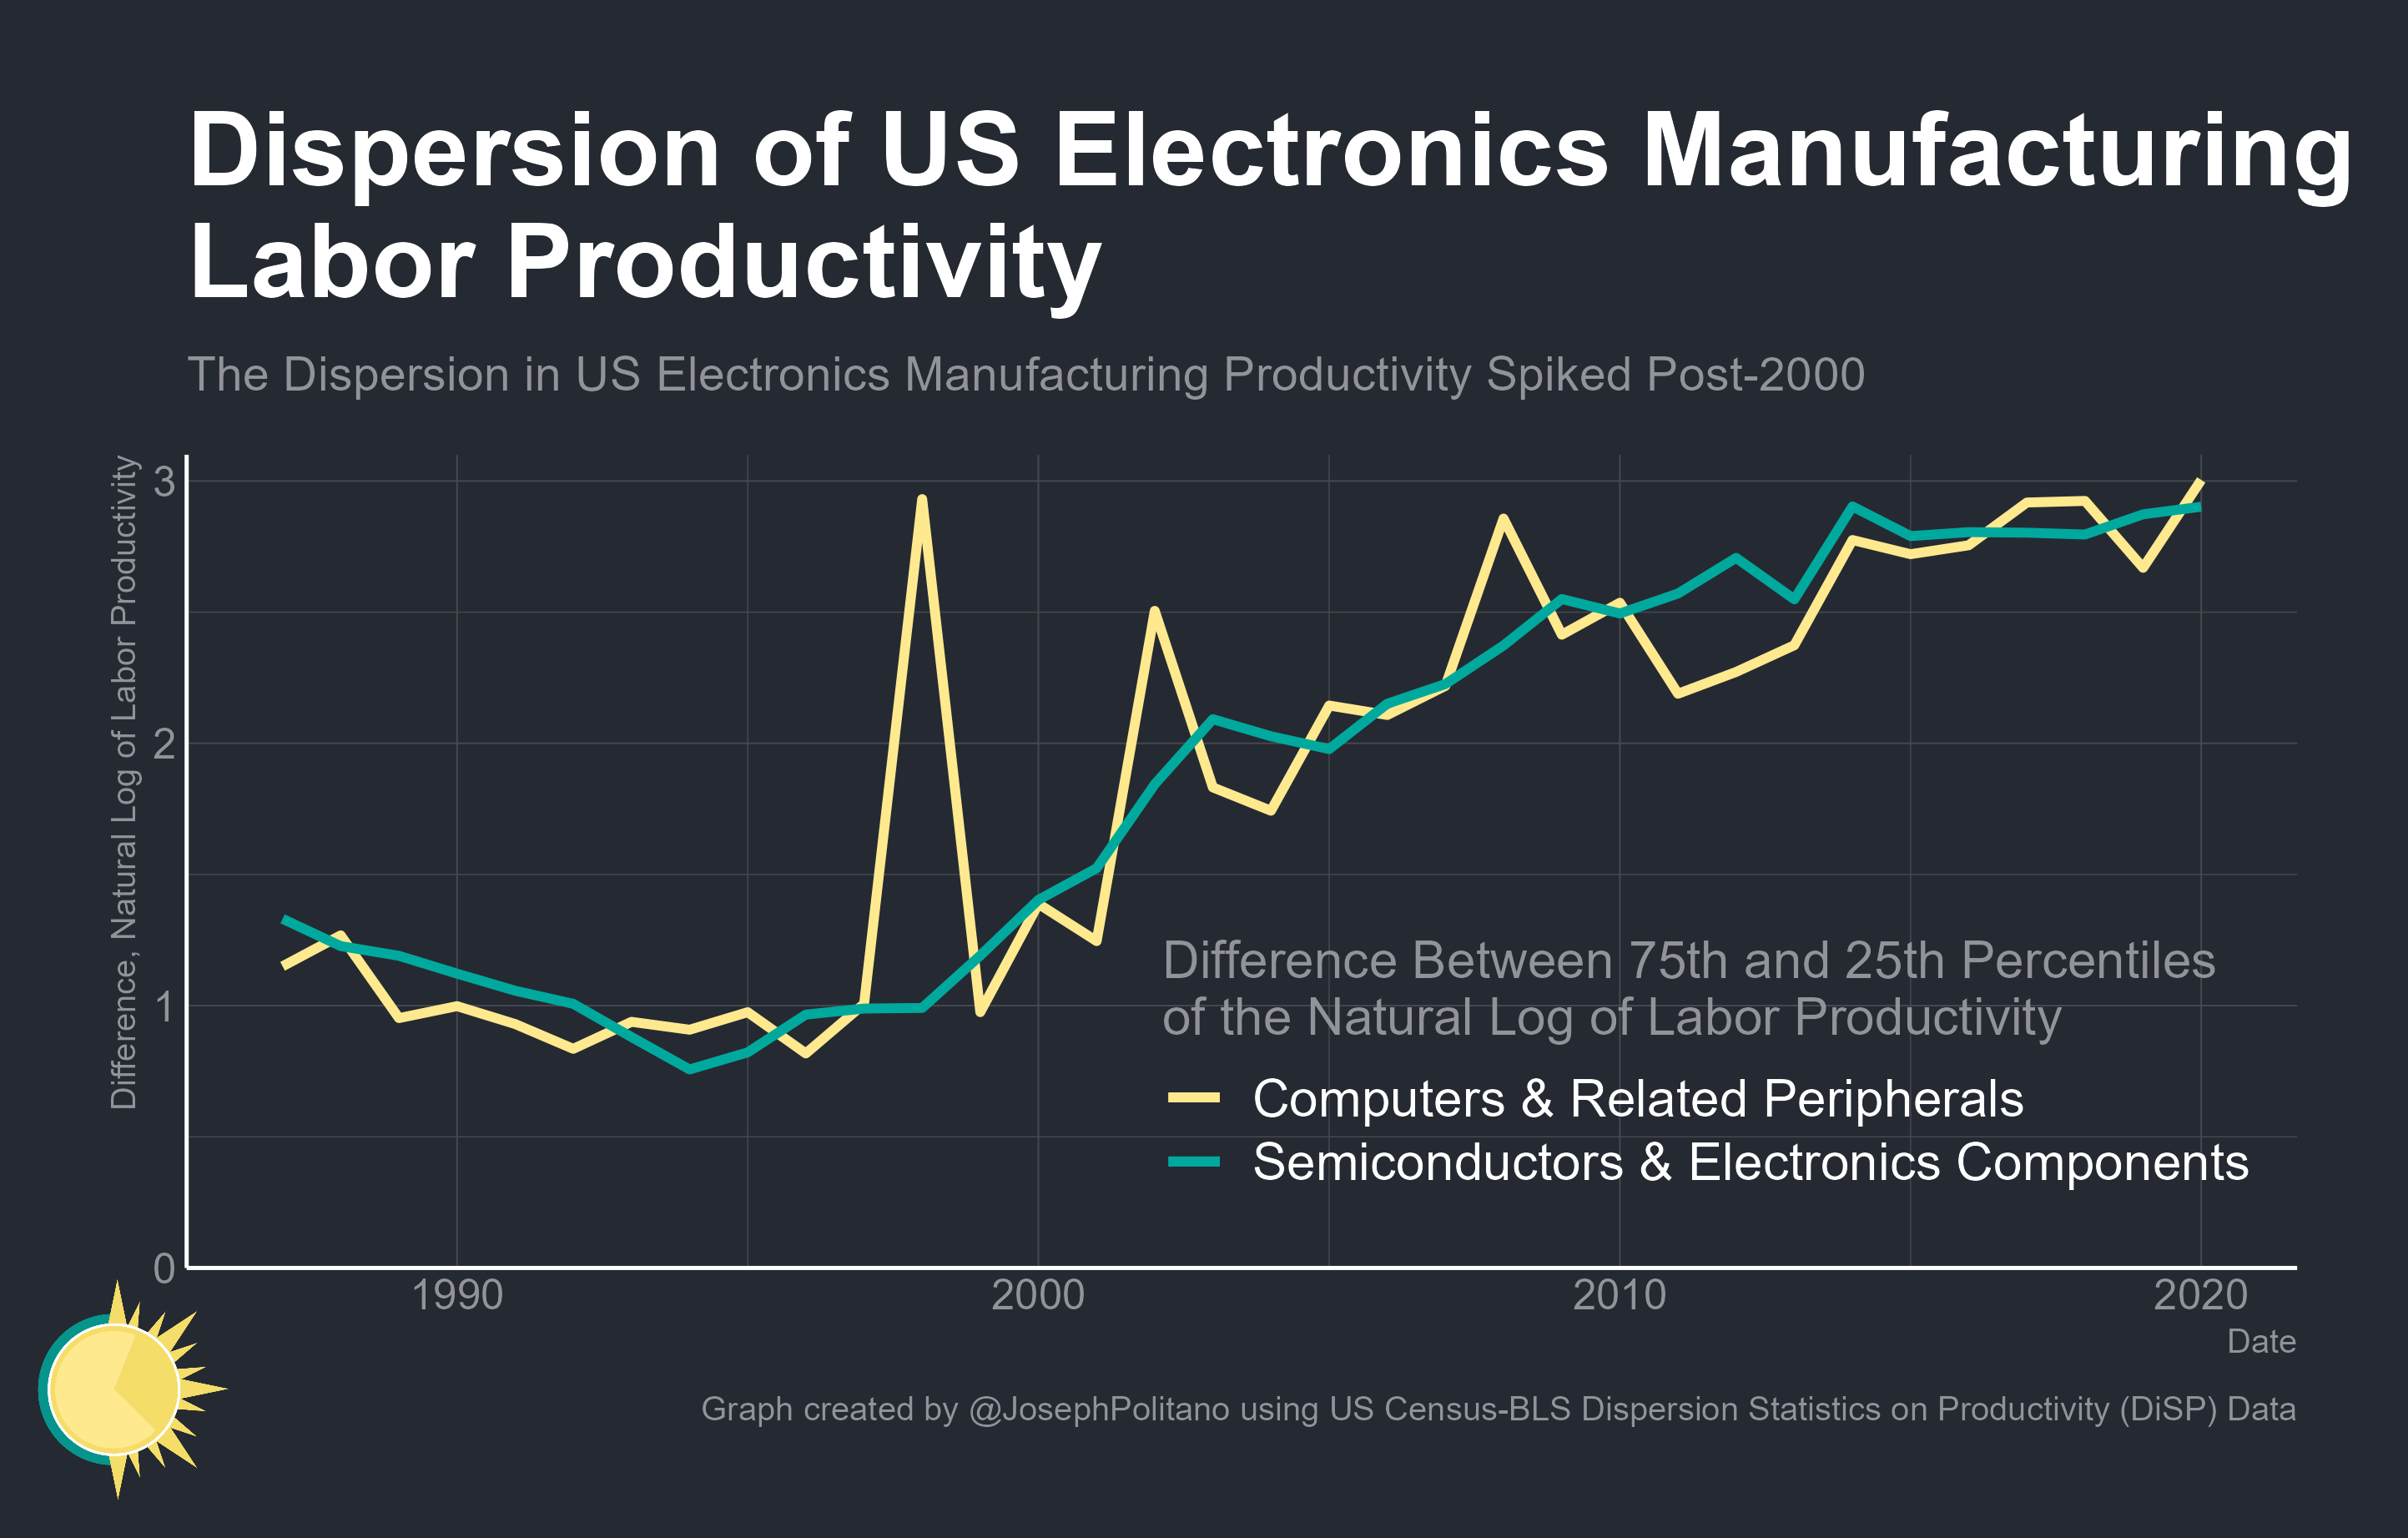 Dispersion of US Electronics Manufacturing
Labor Productivity
The Dispersion in US Electronics Manufacturing Productivity Spiked Post-2000
Difference, Natural Log of Labor Productivity
3
2
1
0
Difference Between 75th and 25th Percentiles
of the Natural Log of Labor Productivity
Computers & Related Peripherals
Semiconductors & Electronics Components
1990 2000 2010 2020
Date
Graph created by @JosephPolitano using US Census-BLS Dispersion Statistics on Productivity (DiSP) Data